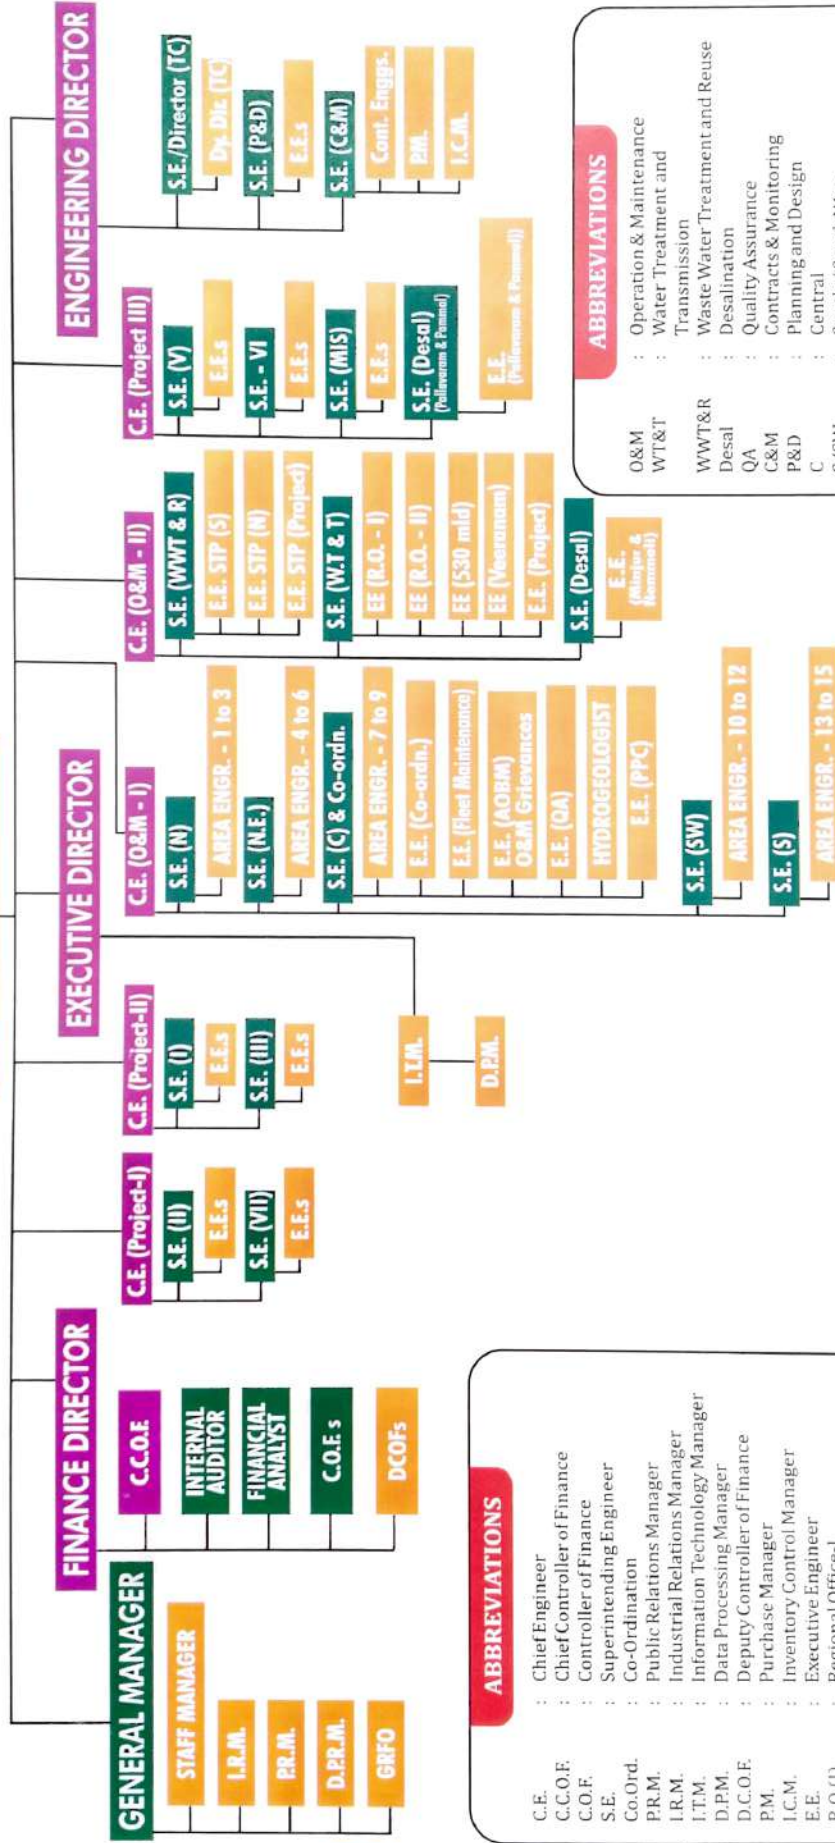 GENERAL MANAGER
STAFF MANAGER
I.R.M.
P.R.M.
D.P.R.M.
GRFO
FINANCE DIRECTOR
C.C.O.F.
INTERNAL
AUDITOR
FINANCIAL
ANALYST
C.O.F. s
DCOFs
C.E. (Project-I)
S.E. (II)
E.E.s
S.E. (VII)
E.E.s
C.E. (Project-II)
S.E. (I)
E.E.s
S.E. (III)
E.E.s
EXECUTIVE DIRECTOR
I.T.M.
D.P.M.
C.E. (O&M - I)
S.E. (N)
AREA ENGR. - 1 to 3
S.E. (N.E.)
AREA ENGR. - 4 to 6
S.E. (C) & Co-ordn.
AREA ENGR. - 7 to 9
E.E. (Co-ordn.)
E.E. (Fleet Maintenance)
E.E. (AOBM)
O&M Grievances
E.E. (QA)
HYDROGEOLOGIST
E.E. (PPC)
S.E. (SW)
AREA ENGR. - 10 to 12
S.E. (S)
AREA ENGR. - 13 to 15
C.E. (O&M - II)
S.E. (WWT & R)
E.E. STP (S)
E.E. STP (N)
E.E. STP (Project)
S.E. (W.T & T)
EE (R.O. - I)
EE (R.O. - II)
EE (530 mld)
EE (Veeranam)
E.E. (Project)
S.E. (Desal)
E.E.
(Minjur &
Nemmeli)
C.E. (Project III)
S.E. (V)
E.E.s
S.E. - VI
E.E.s
S.E. (MIS)
E.E.s
S.E. (Desal)
(Pallavaram & Pammal)
E.E.
(Pallavaram & Pammal))
ENGINEERING DIRECTOR
S.E./Director (TC)
Dy. Dir. (TC)
S.E. (P&D)
E.E.s
S.E. (C&M)
Cont. Enggs.
P.M.
I.C.M.
ABBREVIATIONS
C.E. : Chief Engineer
C.C.O.F. : Chief Controller of Finance
C.O.F. : Controller of Finance
S.E. : Superintending Engineer
Co.Ord. : Co-Ordination
P.R.M. : Public Relations Manager
I.R.M. : Industrial Relations Manager
I.T.M. : Information Technology Manager
D.P.M. : Data Processing Manager
D.C.O.F. : Deputy Controller of Finance
P.M. : Purchase Manager
I.C.M. : Inventory Control Manager
E.E. : Executive Engineer
ABBREVIATIONS
O&M : Operation & Maintenance
WT&T : Water Treatment and
Transmission
WWT&R : Waste Water Treatment and Reuse
Desal : Desalination
QA : Quality Assurance
C&M : Contracts & Monitoring
P&D : Planning and Design
C : Central